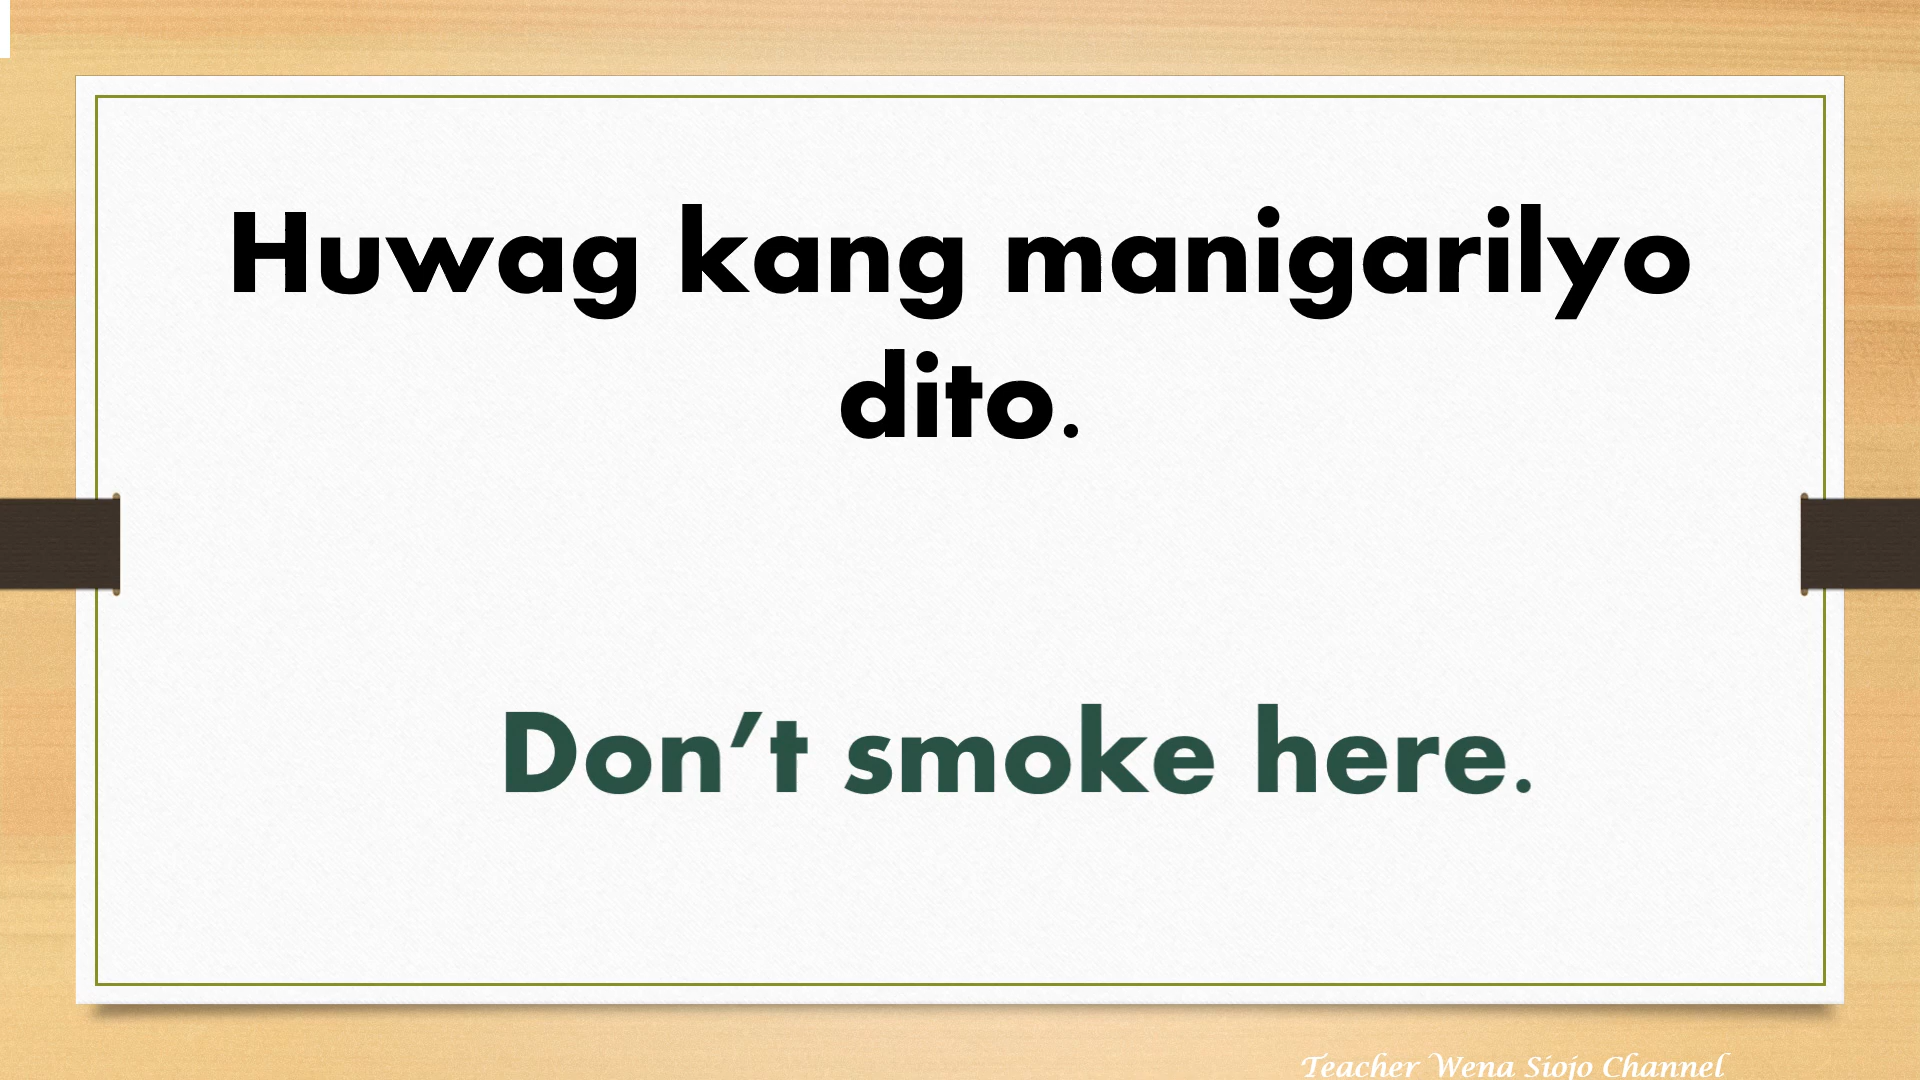 Huwag kang manigarilyo
dito.
Don’t smoke here.
Teacher Wena Siojo Channel